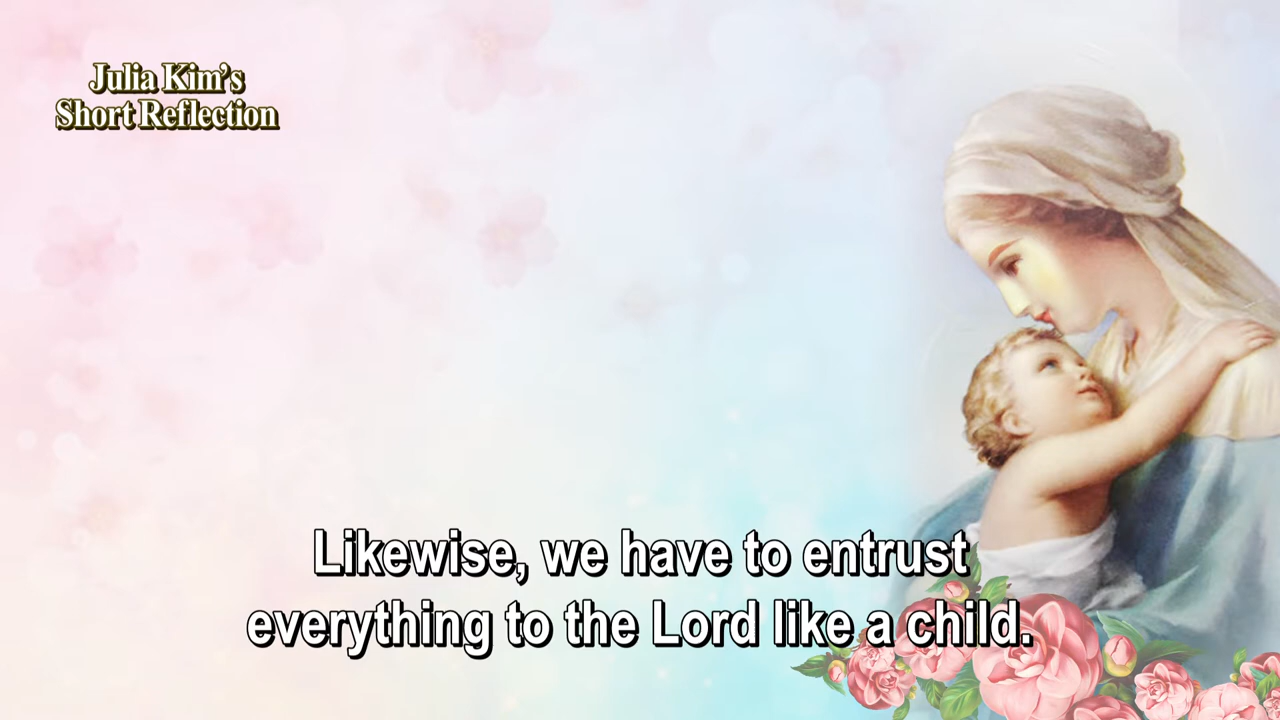 Julia Kim's
Short Reflection
Likewise, we have to entrust
everything to the Lord like a child.